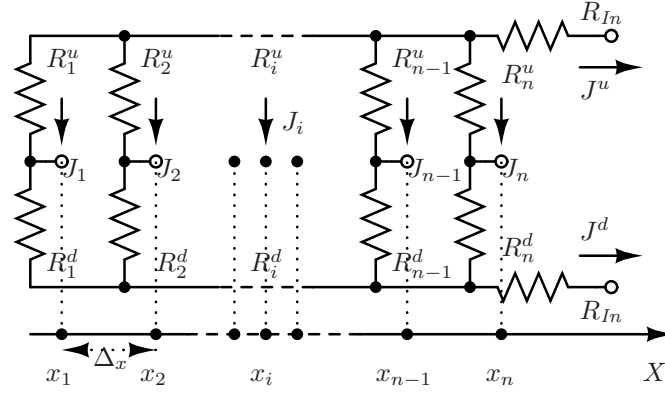 R_{In}
R_1^u R_2^u R_i^u R_{n-1}^u R_n^u
J^u
J_i
J_1 J_2 J_{n-1} J_n
J^d
R_1^d R_2^d R_i^d R_{n-1}^d R_n^d
R_{In}
Δ_x
x_1 x_2 x_i x_{n-1} x_n X